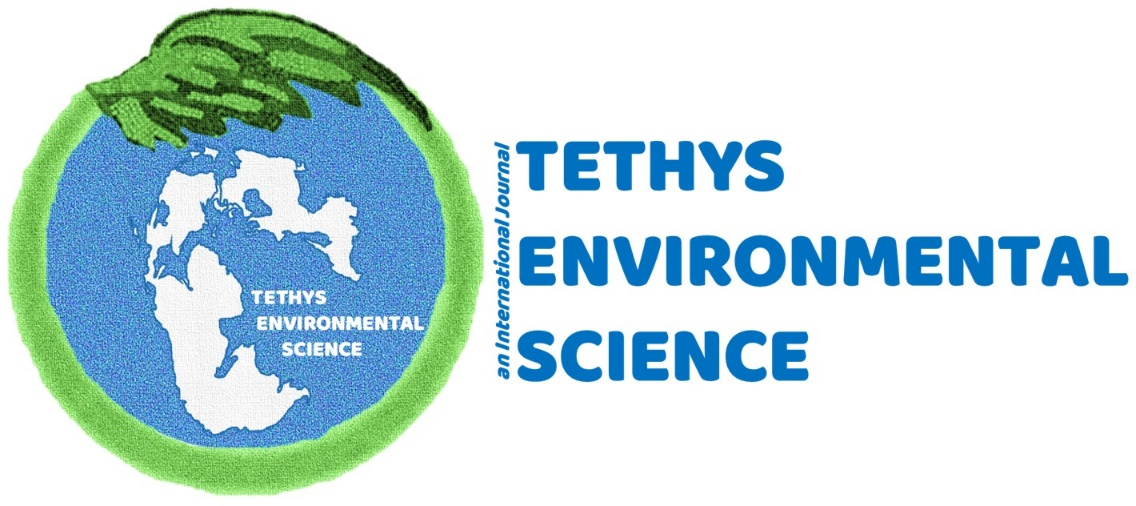 TETHYS
ENVIRONMENTAL
SCIENCE
an International Journal
TETHYS
ENVIRONMENTAL
SCIENCE